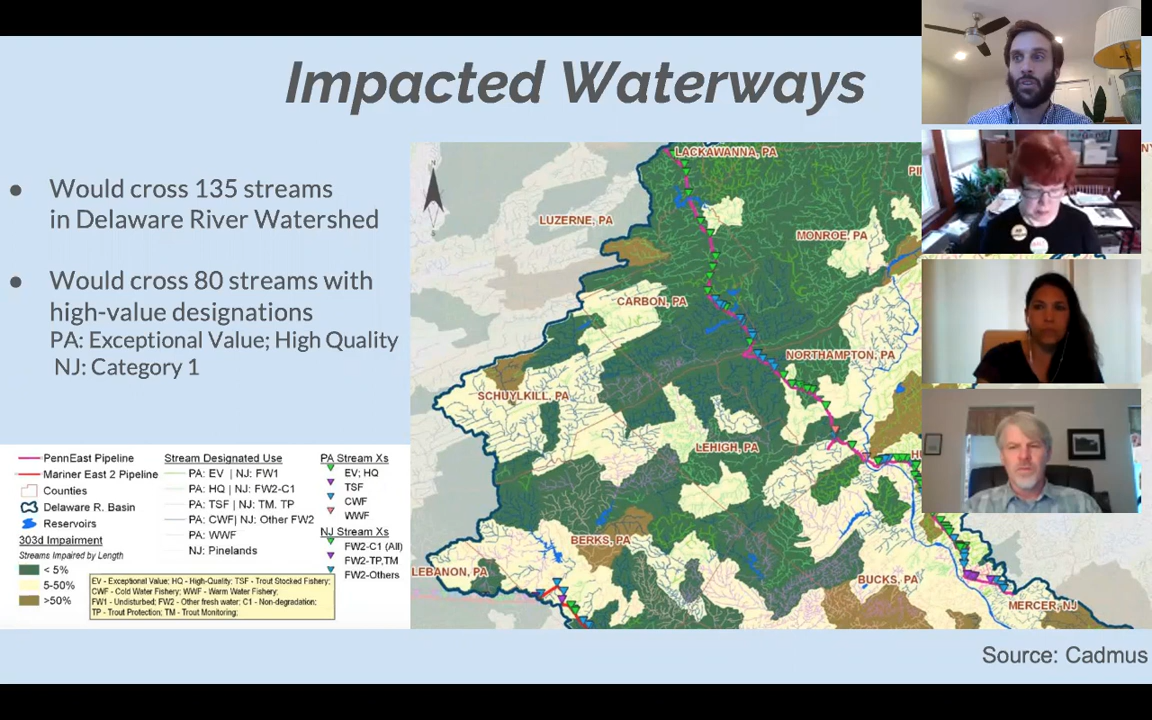 Impacted Waterways
● Would cross 135 streams
in Delaware River Watershed
● Would cross 80 streams with
high-value designations
PA: Exceptional Value; High Quality
NJ: Category 1
PennEast Pipeline
Mariner East 2 Pipeline
Counties
Delaware R. Basin
Reservoirs
303d Impairment
Streams Impaired by Length
< 5%
5-50%
>50%
Stream Designated Use
PA: EV | NJ: FW1
PA: HQ | NJ: FW2-C1
PA: TSF | NJ: TM. TP
PA: CWF| NJ: Other FW2
PA: WWF
NJ: Pinelands
PA Stream Xs
EV; HQ
TSF
CWF
WWF
NJ Stream Xs
FW2-C1 (All)
FW2-TP,TM
FW2-Others
EV - Exceptional Value; HQ - High-Quality; TSF - Trout Stocked Fishery;
CWF - Cold Water Fishery; WWF - Warm Water Fishery;
FW1 - Undisturbed; FW2 - Other fresh water; C1 - Non-degradation;
TP - Trout Protection; TM - Trout Monitoring;
LACKAWANNA, PA
LUZERNE, PA
MONROE, PA
CARBON, PA
NORTHAMPTON, PA
SCHUYLKILL, PA
LEHIGH, PA
BERKS, PA
LEBANON, PA
BUCKS, PA
MERCER, NJ
Source: Cadmus